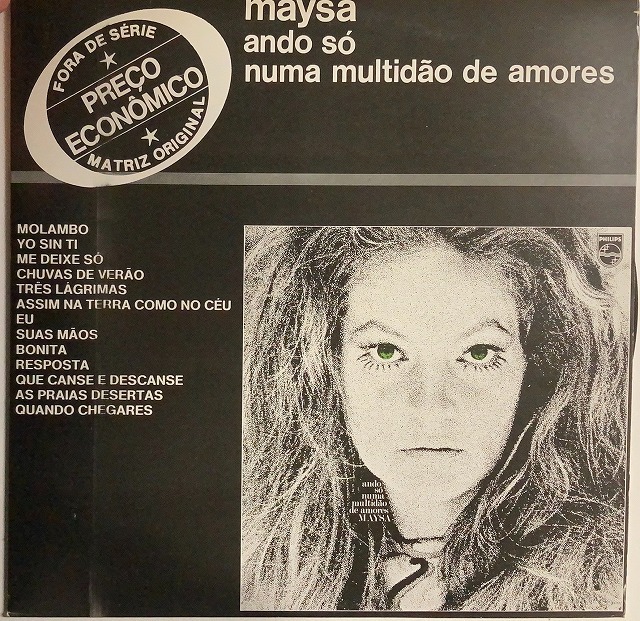 maysa
ando só
numa multidão de amores
FORA DE SÉRIE
PREÇO
ECONÔMICO
MATRIZ ORIGINAL
MOLAMBO
YO SIN TI
ME DEIXE SÓ
CHUVAS DE VERÃO
TRÊS LÁGRIMAS
ASSIM NA TERRA COMO NO CÉU
EU
SUAS MÃOS
BONITA
RESPOSTA
QUE CANSE E DESCANSE
AS PRAIAS DESERTAS
QUANDO CHEGARES
PHILIPS
ando
só
numa
multidão
de amores
MAYSA